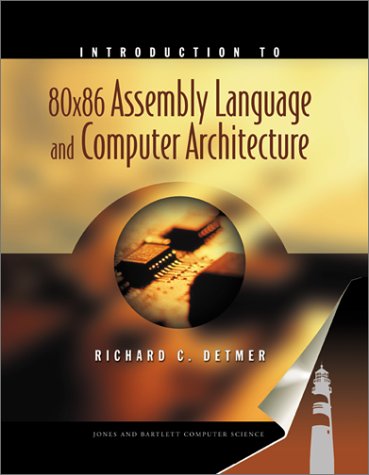 INTRODUCTION TO
80x86 Assembly Language
and Computer Architecture
RICHARD C. DETMER
JONES AND BARTLETT COMPUTER SCIENCE